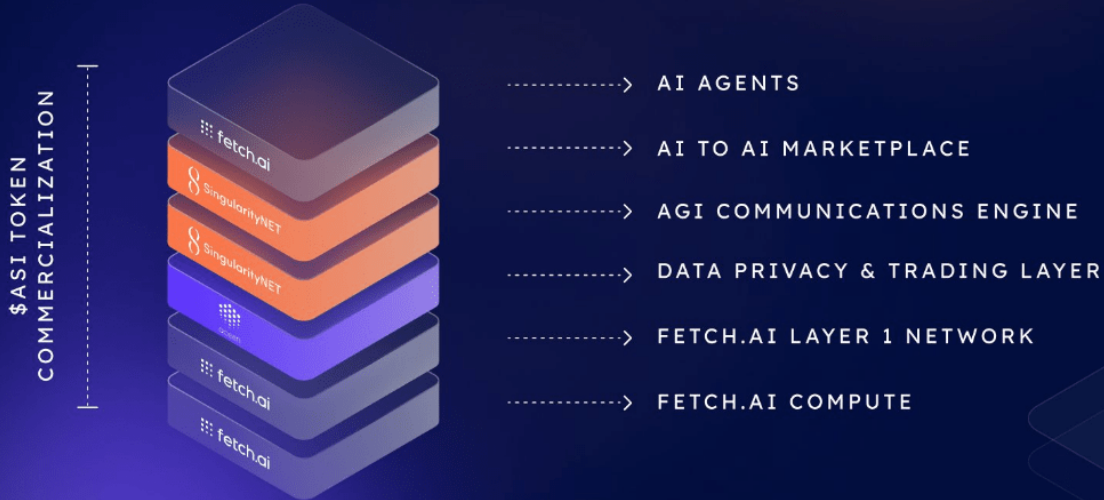 $ASI TOKEN
COMMERCIALIZATION
fetch.ai
SingularityNET
SingularityNET
ocean
fetch.ai
fetch.ai
AI AGENTS
AI TO AI MARKETPLACE
AGI COMMUNICATIONS ENGINE
DATA PRIVACY & TRADING LAYER
FETCH.AI LAYER 1 NETWORK
FETCH.AI COMPUTE